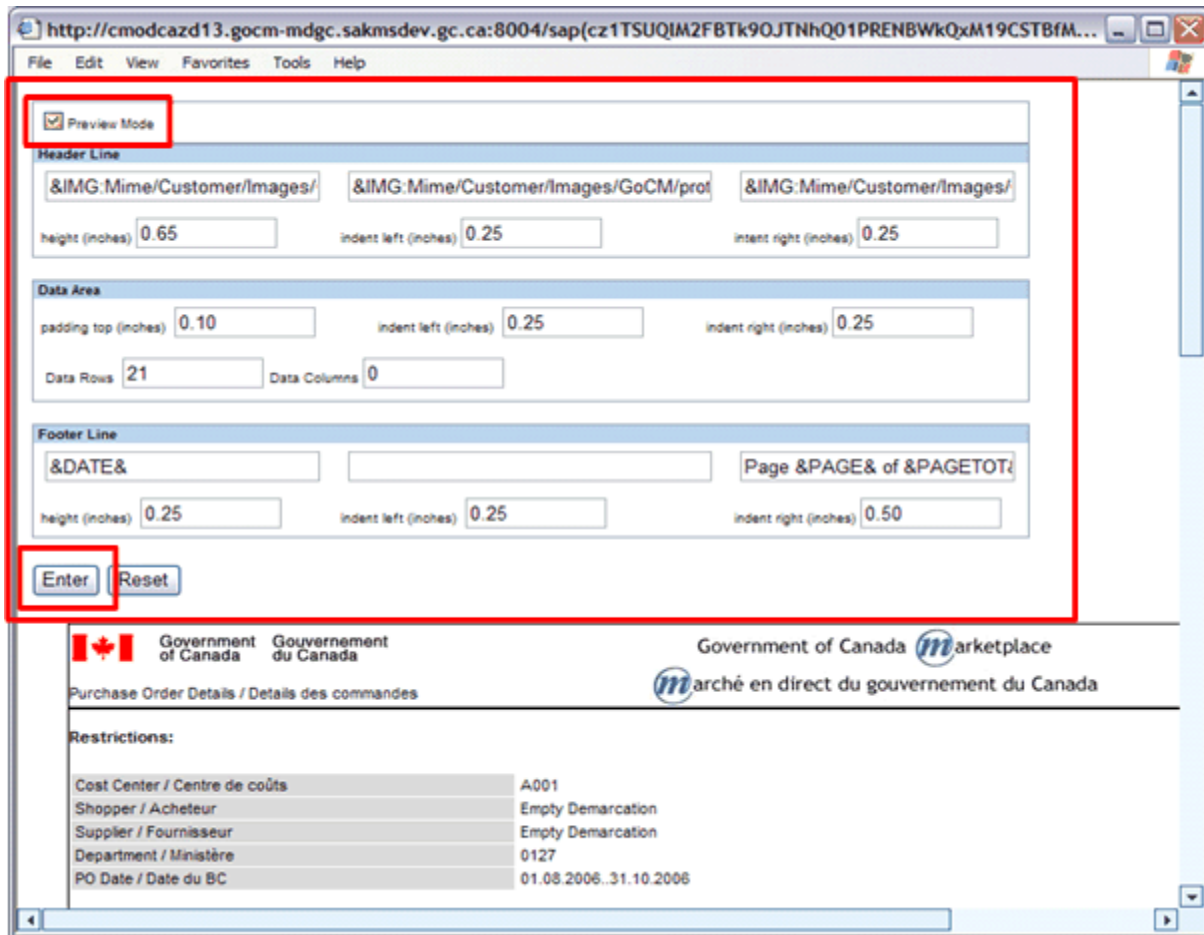 http://cmodcazd13.gocm-mdgc.sakmsdev.gc.ca:8004/sap(cz1TSUQlM2FBTk9OJTNhQ01PRENBWkQxM19CSTBfM...
File Edit View Favorites Tools Help
Preview Mode
Header Line
&IMG:Mime/Customer/Images/ &IMG:Mime/Customer/Images/GoCM/prot &IMG:Mime/Customer/Images/
height (inches) 0.65 indent left (inches) 0.25 intent right (inches) 0.25
Data Area
padding top (inches) 0.10 indent left (inches) 0.25 indent right (inches) 0.25
Data Rows 21 Data Columns 0
Footer Line
&DATE& Page &PAGE& of &PAGETOT&
height (inches) 0.25 indent left (inches) 0.25 indent right (inches) 0.50
Enter Reset
Government Gouvernement
of Canada du Canada
Government of Canada marketplace
Purchase Order Details / Details des commandes
marché en direct du gouvernement du Canada
Restrictions:
Cost Center / Centre de coûts A001
Shopper / Acheteur Empty Demarcation
Supplier / Fournisseur Empty Demarcation
Department / Ministère 0127
PO Date / Date du BC 01.08.2006..31.10.2006